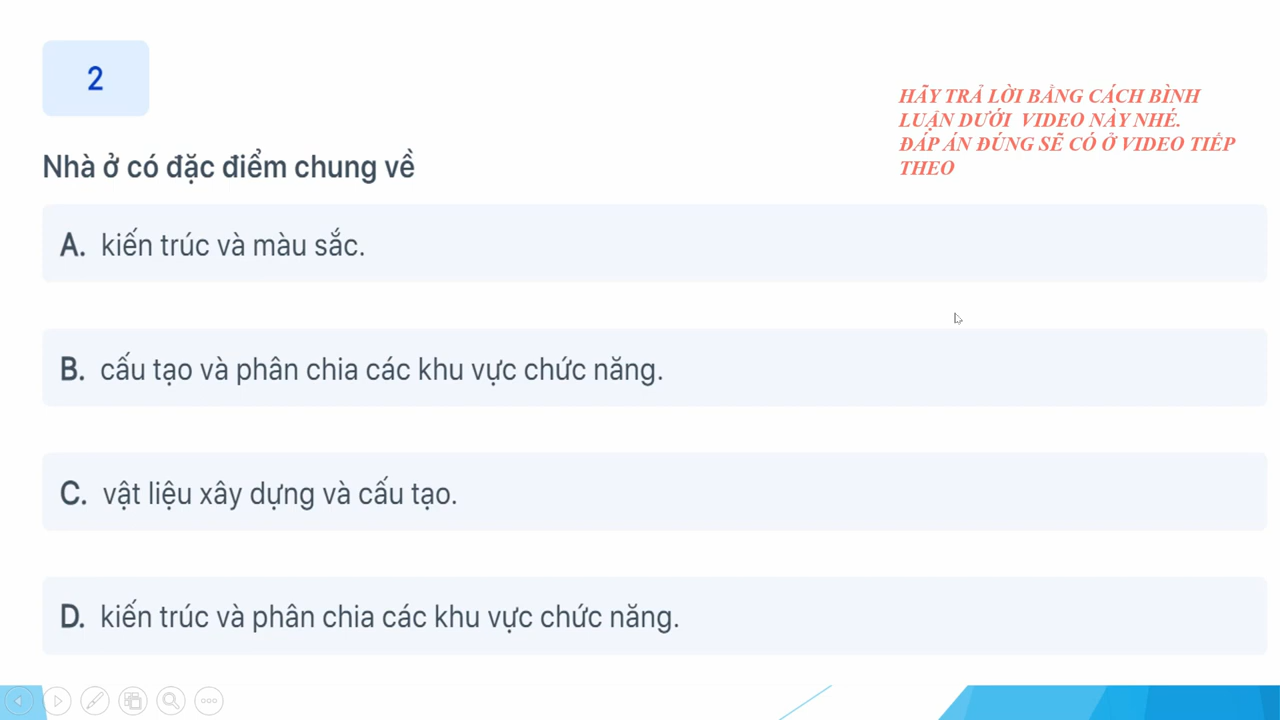 2
HÃY TRẢ LỜI BẰNG CÁCH BÌNH
LUẬN DƯỚI VIDEO NÀY NHÉ.
ĐÁP ÁN ĐÚNG SẼ CÓ Ở VIDEO TIẾP
THEO
Nhà ở có đặc điểm chung về
A. kiến trúc và màu sắc.
B. cấu tạo và phân chia các khu vực chức năng.
C. vật liệu xây dựng và cấu tạo.
D. kiến trúc và phân chia các khu vực chức năng.